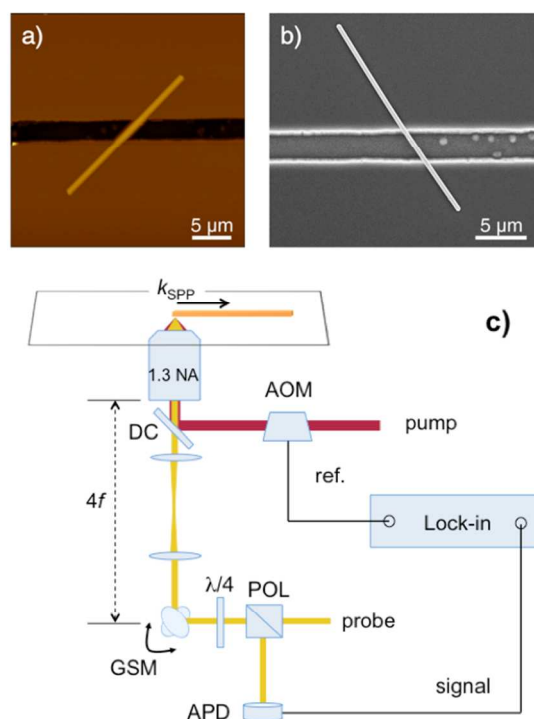 a)
b)
5 μm
5 μm
c)
kSPP
1.3 NA
AOM
DC
pump
ref.
4f
Lock-in
λ/4
POL
probe
GSM
signal
APD